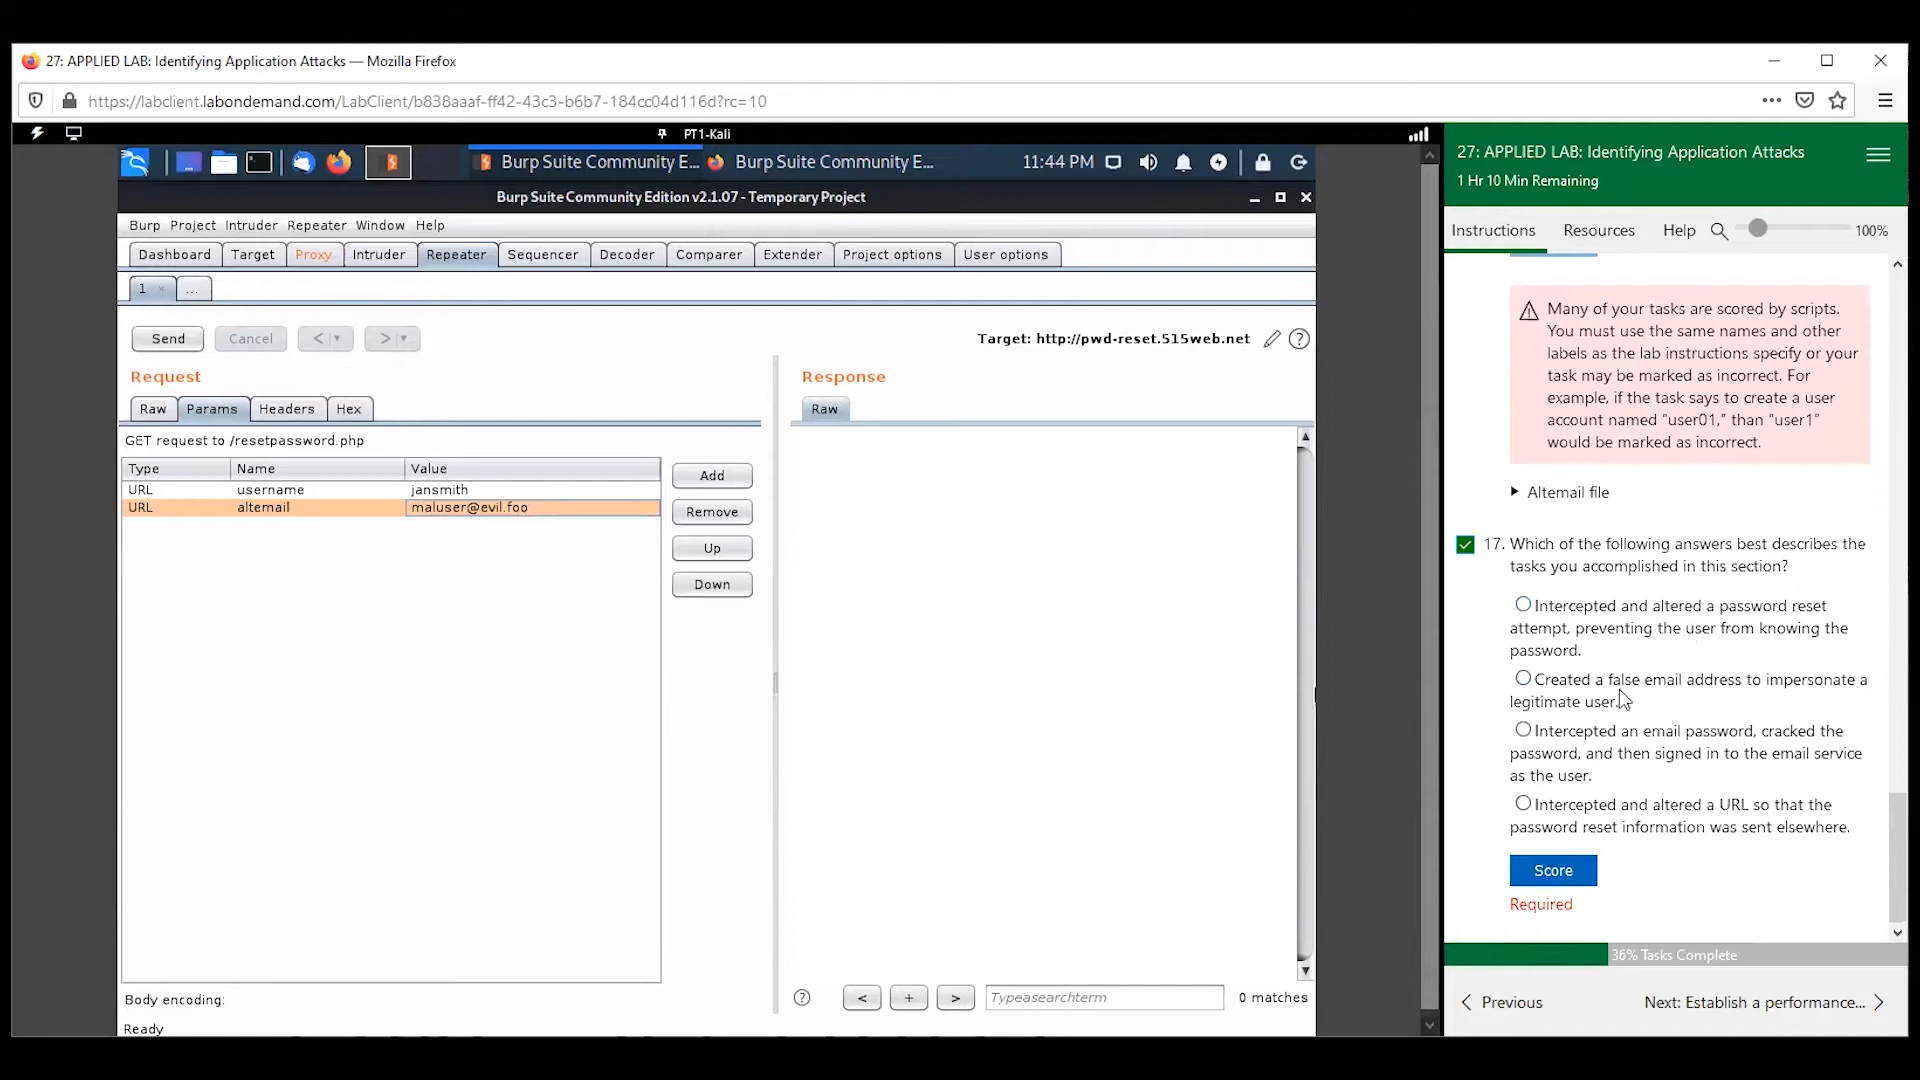 27: APPLIED LAB: Identifying Application Attacks — Mozilla Firefox
https://labclient.labondemand.com/LabClient/b838aaaf-ff42-43c3-b6b7-184cc04d116d?rc=10
PT1-Kali
Burp Suite Community E... Burp Suite Community E... 11:44 PM
Burp Suite Community Edition v2.1.07 - Temporary Project
Burp Project Intruder Repeater Window Help
Dashboard Target Proxy Intruder Repeater Sequencer Decoder Comparer Extender Project options User options
1 × ...
Send Cancel < > Target: http://pwd-reset.515web.net ?
Request
Raw Params Headers Hex
GET request to /resetpassword.php
Type Name Value
URL username jansmith
URL altemail maluser@evil.foo
Add
Remove
Up
Down
Body encoding:
Ready
Response
Raw
? < + > Typeasearchterm 0 matches
27: APPLIED LAB: Identifying Application Attacks
1 Hr 10 Min Remaining
Instructions Resources Help 100%
Many of your tasks are scored by scripts.
You must use the same names and other
labels as the lab instructions specify or your
task may be marked as incorrect. For
example, if the task says to create a user
account named "user01," than "user1"
would be marked as incorrect.
Altemail file
17. Which of the following answers best describes the
tasks you accomplished in this section?
Intercepted and altered a password reset
attempt, preventing the user from knowing the
password.
Created a false email address to impersonate a
legitimate user.
Intercepted an email password, cracked the
password, and then signed in to the email service
as the user.
Intercepted and altered a URL so that the
password reset information was sent elsewhere.
Score
Required
36% Tasks Complete
< Previous Next: Establish a performance... >